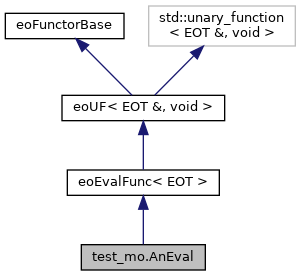 eoFunctorBase
std::unary_function
< EOT &, void >
eoUF< EOT &, void >
eoEvalFunc< EOT >
test_mo.AnEval